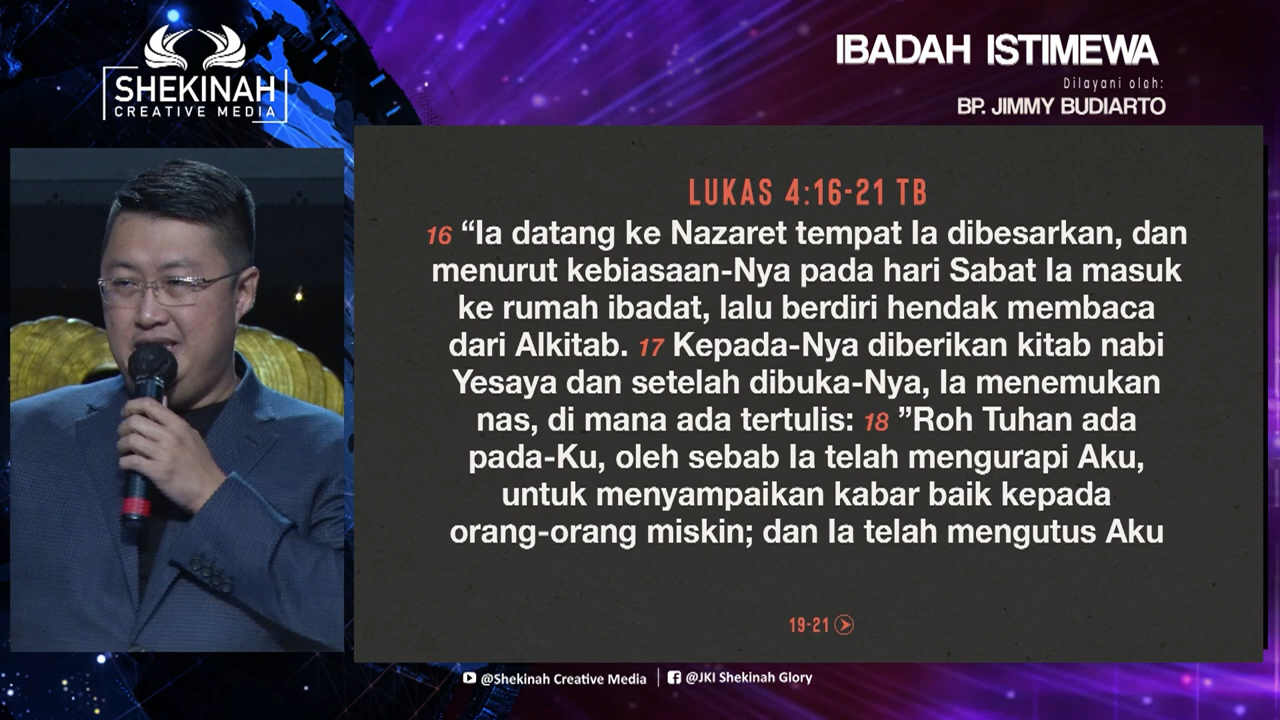 SHEKINAH
CREATIVE MEDIA
IBADAH ISTIMEWA
Dilayani oleh:
BP. JIMMY BUDIARTO
LUKAS 4:16-21 TB
16 “Ia datang ke Nazaret tempat Ia dibesarkan, dan
menurut kebiasaan-Nya pada hari Sabat Ia masuk
ke rumah ibadat, lalu berdiri hendak membaca
dari Alkitab. 17 Kepada-Nya diberikan kitab nabi
Yesaya dan setelah dibuka-Nya, Ia menemukan
nas, di mana ada tertulis: 18 ”Roh Tuhan ada
pada-Ku, oleh sebab Ia telah mengurapi Aku,
untuk menyampaikan kabar baik kepada
orang-orang miskin; dan Ia telah mengutus Aku
19-21
@Shekinah Creative Media | @JKI Shekinah Glory